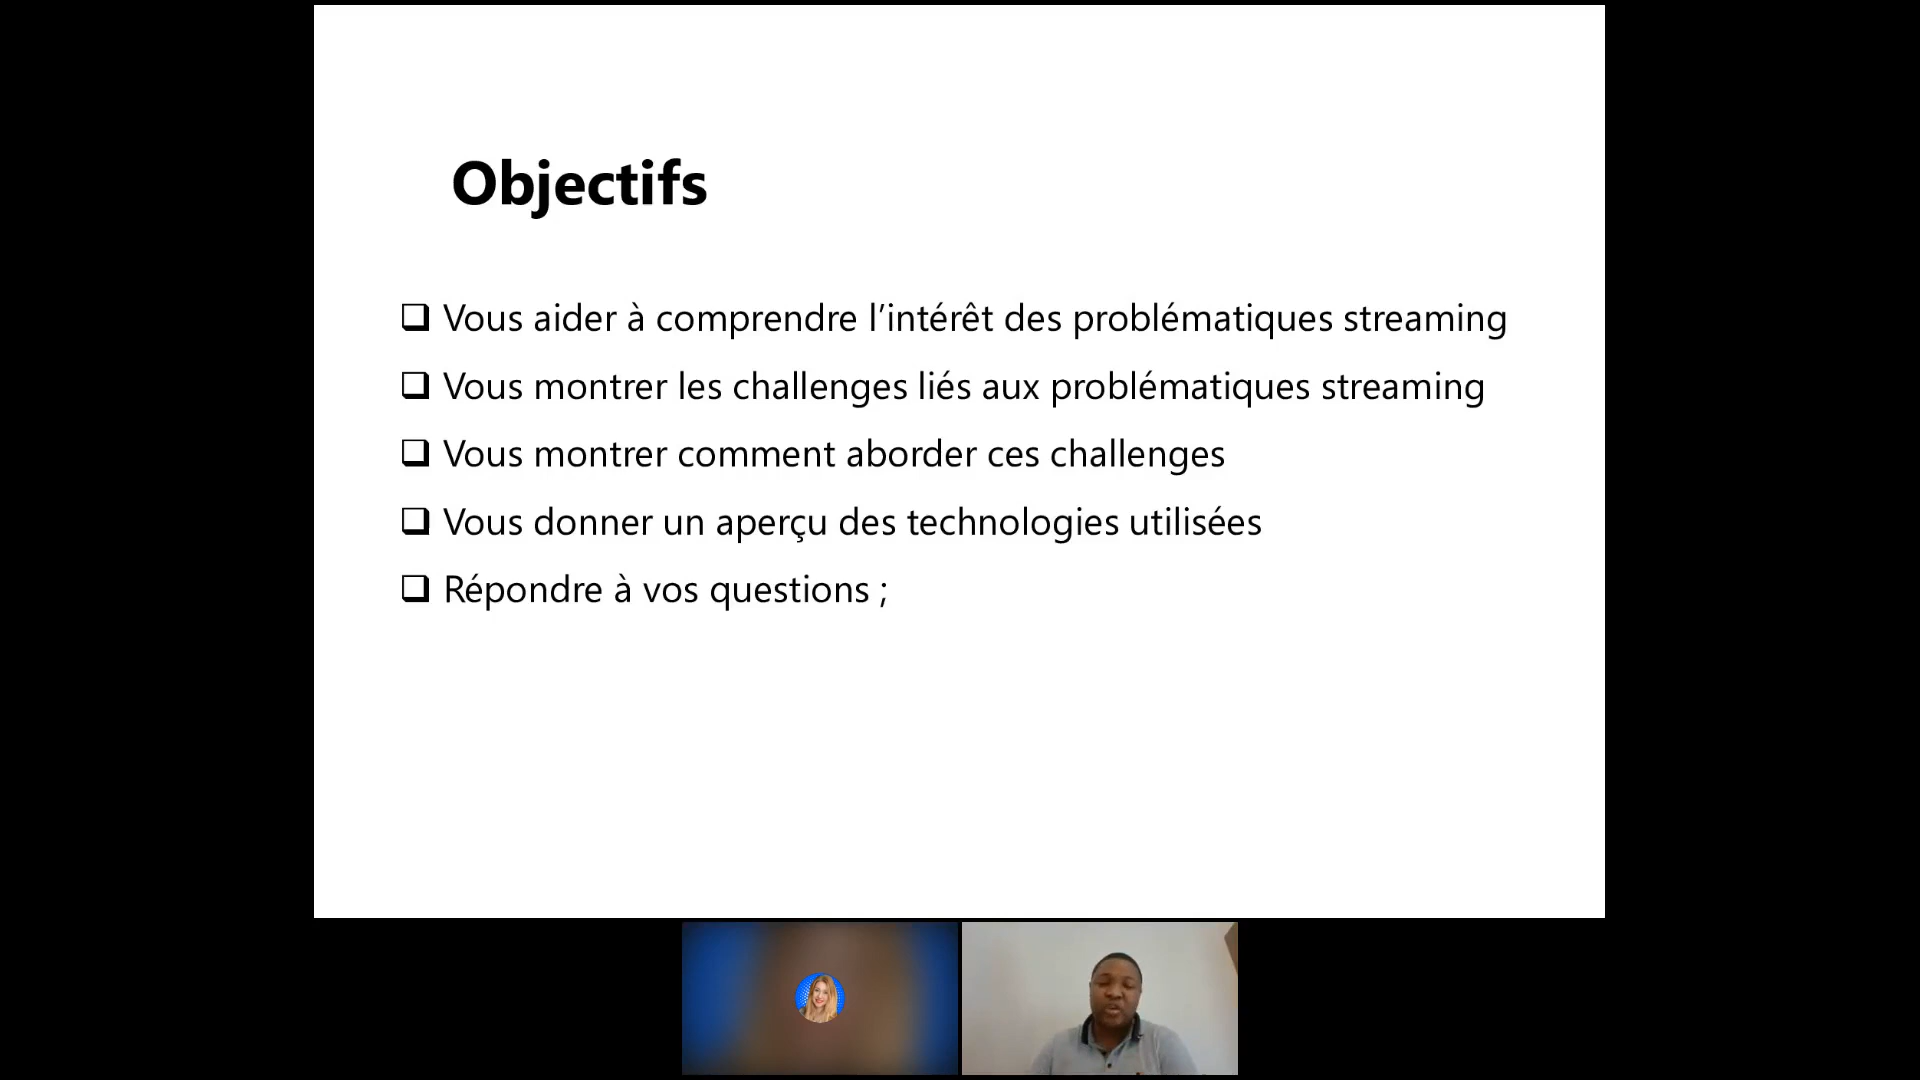 Objectifs
❑ Vous aider à comprendre l’intérêt des problématiques streaming
❑ Vous montrer les challenges liés aux problématiques streaming
❑ Vous montrer comment aborder ces challenges
❑ Vous donner un aperçu des technologies utilisées
❑ Répondre à vos questions ;